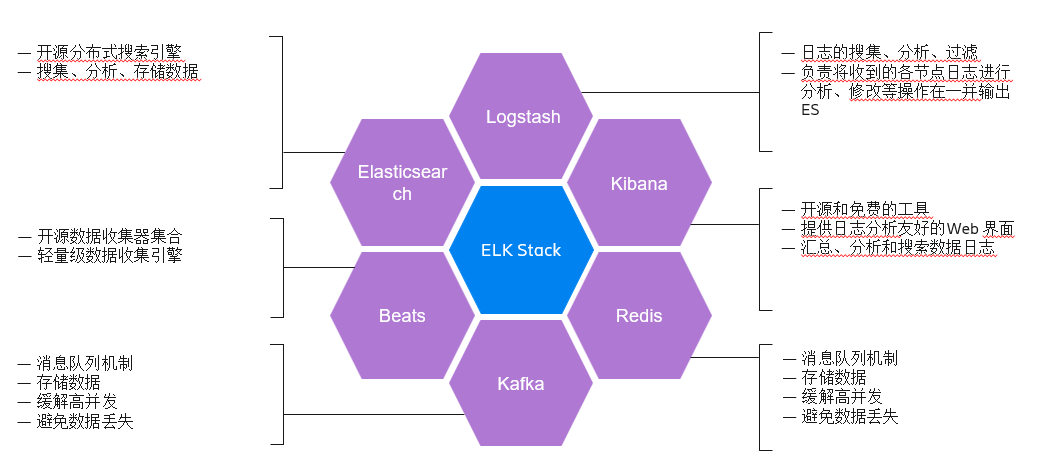 — 开源分布式搜索引擎
— 搜集、分析、存储数据
— 日志的搜集、分析、过滤
— 负责将收到的各节点日志进行
分析、修改等操作在一并输出
ES
Logstash
Elasticsear
ch
Kibana
— 开源和免费的工具
— 提供日志分析友好的Web 界面
— 汇总、分析和搜索数据日志
— 开源数据收集器集合
— 轻量级数据收集引擎
ELK Stack
Beats
Redis
Kafka
— 消息队列机制
— 存储数据
— 缓解高并发
— 避免数据丢失
— 消息队列机制
— 存储数据
— 缓解高并发
— 避免数据丢失